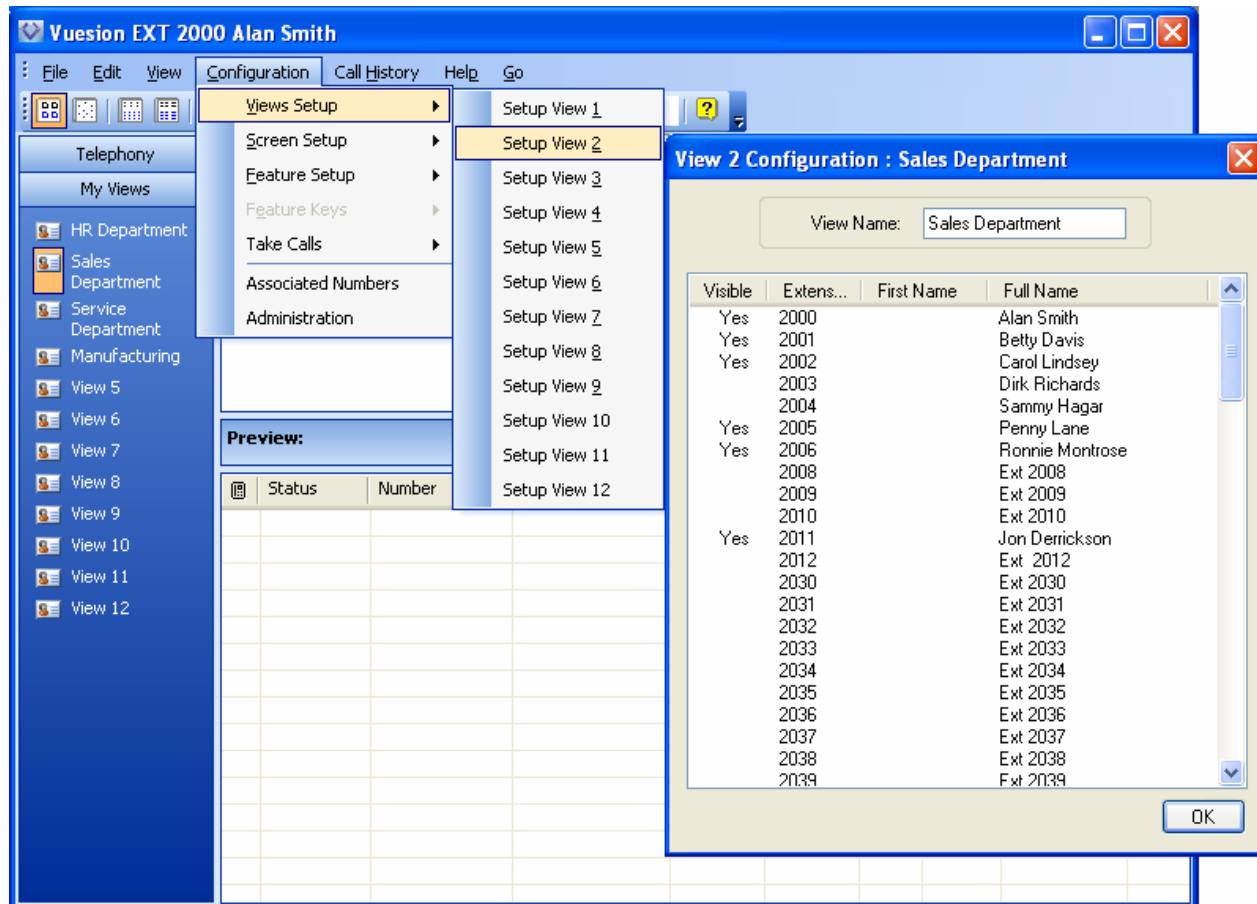 Vuesion EXT 2000 Alan Smith
File Edit View Configuration Call History Help Go
Telephony
My Views
HR Department
Sales
Department
Service
Department
Manufacturing
View 5
View 6
View 7
View 8
View 9
View 10
View 11
View 12
Views Setup
Screen Setup
Feature Setup
Feature Keys
Take Calls
Associated Numbers
Administration
Setup View 1
Setup View 2
Setup View 3
Setup View 4
Setup View 5
Setup View 6
Setup View 7
Setup View 8
Setup View 9
Setup View 10
Setup View 11
Setup View 12
Preview:
Status Number
View 2 Configuration : Sales Department
View Name: Sales Department
Visible Extens... First Name Full Name
Yes 2000 Alan Smith
Yes 2001 Betty Davis
Yes 2002 Carol Lindsey
2003 Dirk Richards
2004 Sammy Hagar
Yes 2005 Penny Lane
Yes 2006 Ronnie Montrose
2008 Ext 2008
2009 Ext 2009
2010 Ext 2010
Yes 2011 Jon Derrickson
2012 Ext 2012
2030 Ext 2030
2031 Ext 2031
2032 Ext 2032
2033 Ext 2033
2034 Ext 2034
2035 Ext 2035
2036 Ext 2036
2037 Ext 2037
2038 Ext 2038
2039 Ext 2039
OK